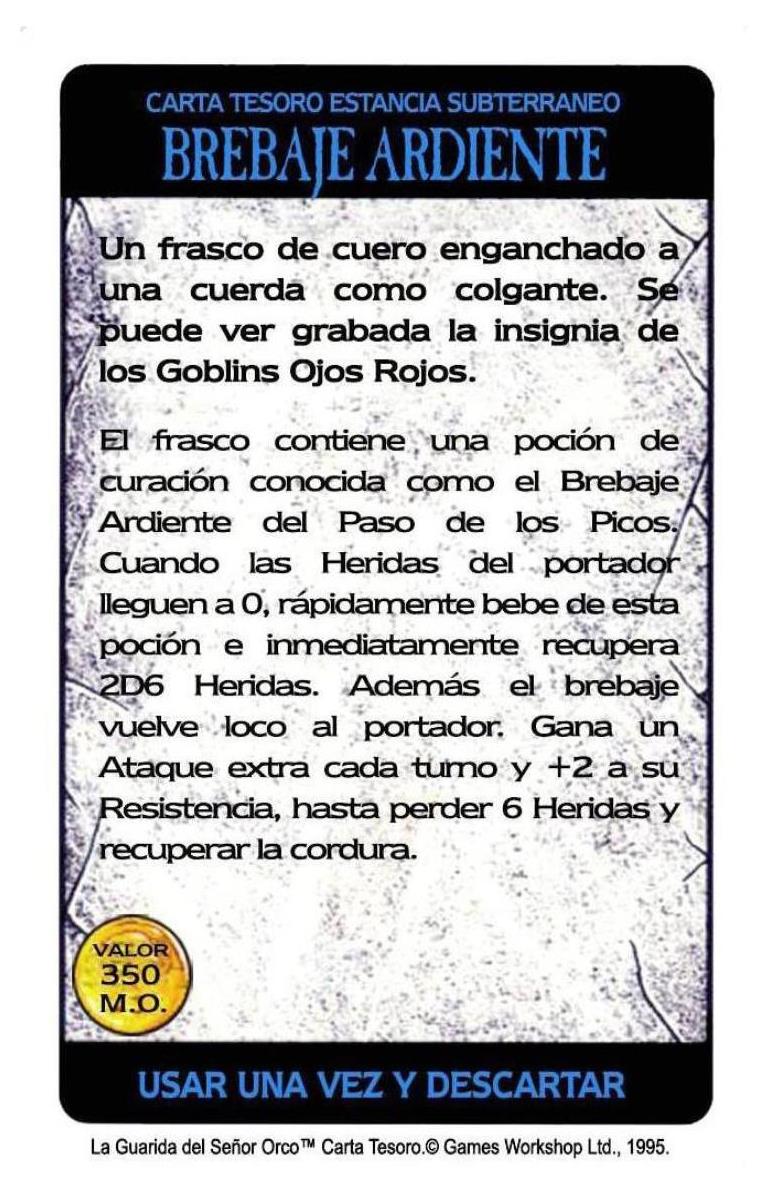 CARTA TESORO ESTANCIA SUBTERRANEO
BREBAJE ARDIENTE
Un frasco de cuero enganchado a
una cuerda como colgante. Se
puede ver grabada la insignia de
los Goblins Ojos Rojos.
El frasco contiene una poción de
curación conocida como el Brebaje
Ardiente del Paso de los Picos.
Cuando las Heridas del portador
lleguen a 0, rápidamente bebe de esta
poción e inmediatamente recupera
2D6 Heridas. Además el brebaje
vuelve loco al portador. Gana un
Ataque extra cada turno y +2 a su
Resistencia, hasta perder 6 Heridas y
recuperar la cordura.
VALOR
350
M.O.
USAR UNA VEZ Y DESCARTAR
La Guarida del Señor Orco™ Carta Tesoro.© Games Workshop Ltd., 1995.